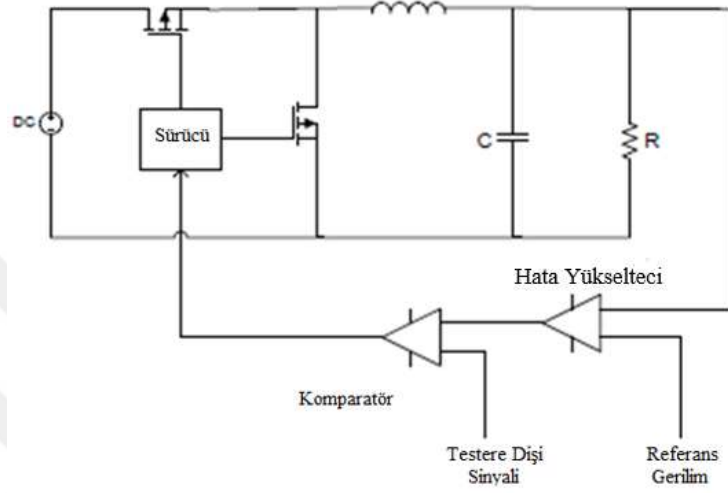 DC
Sürücü
C
R
Hata Yükselteci
Komparatör
Testere Dişi
Sinyali
Referans
Gerilim